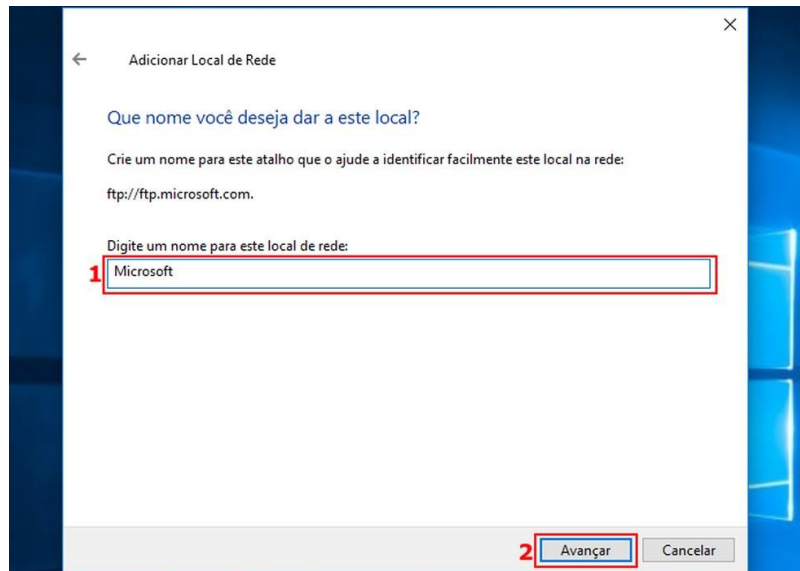 Adicionar Local de Rede
Que nome você deseja dar a este local?
Crie um nome para este atalho que o ajude a identificar facilmente este local na rede:
ftp://ftp.microsoft.com.
Digite um nome para este local de rede:
1 Microsoft
2 Avançar Cancelar